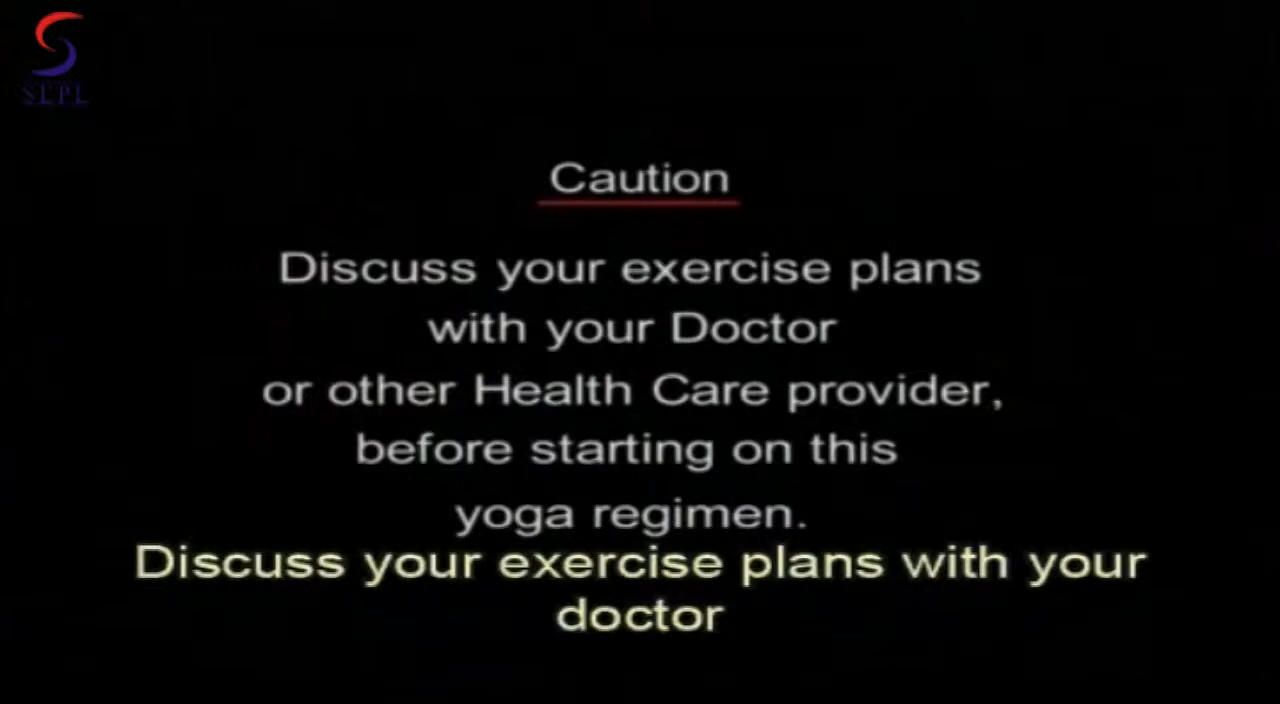 SEPL
Caution
Discuss your exercise plans
with your Doctor
or other Health Care provider,
before starting on this
yoga regimen.
Discuss your exercise plans with your
doctor